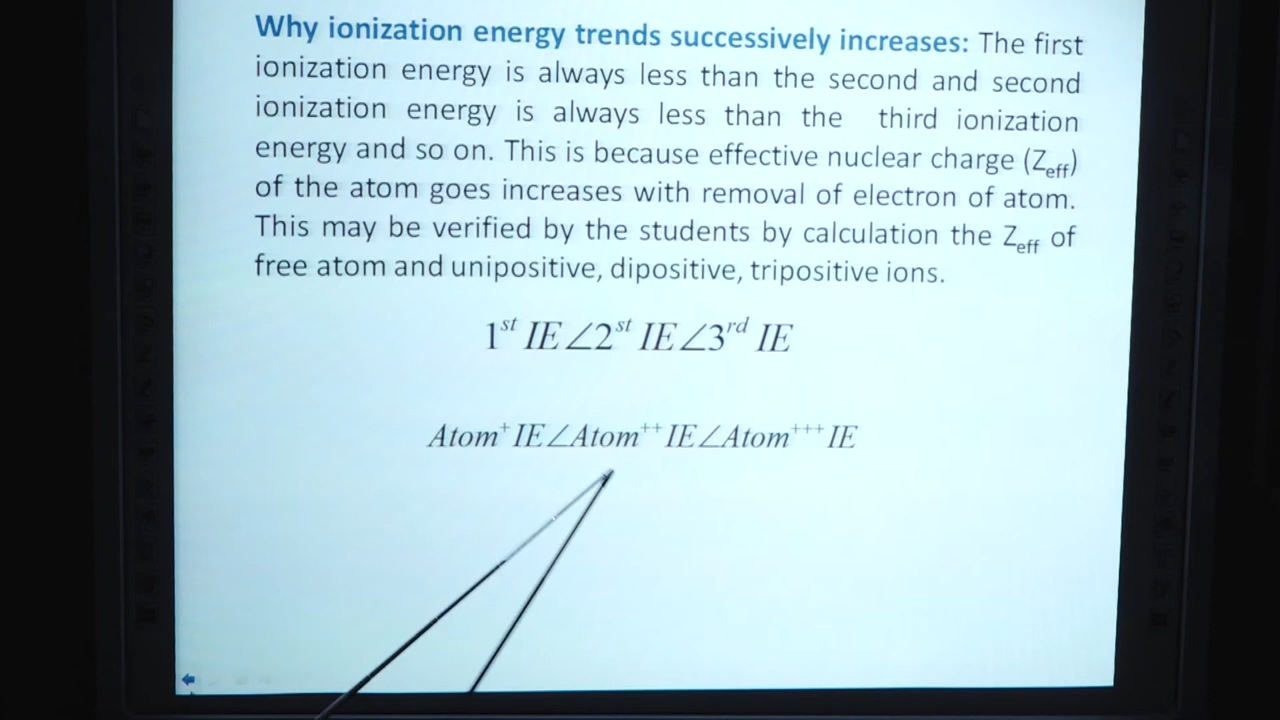 Why ionization energy trends successively increases: The first
ionization energy is always less than the second and second
ionization energy is always less than the third ionization
energy and so on. This is because effective nuclear charge (Zeff)
of the atom goes increases with removal of electron of atom.
This may be verified by the students by calculation the Zeff of
free atom and unipositive, dipositive, tripositive ions.
1st IE∠2st IE∠3rd IE
Atom+ IE∠Atom++ IE∠Atom+++ IE